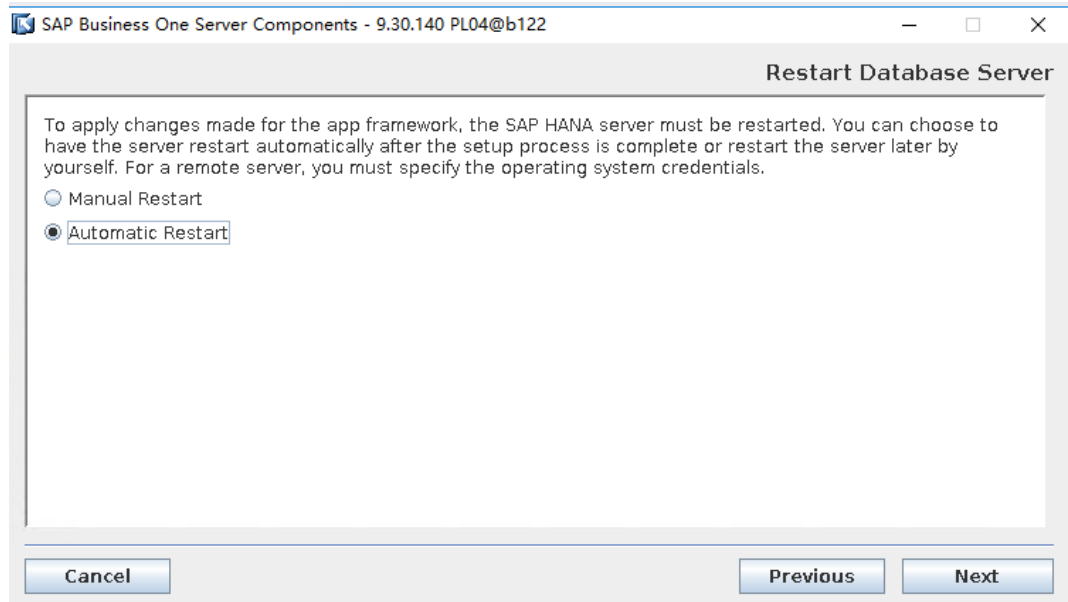 SAP Business One Server Components - 9.30.140 PL04@b122
Restart Database Server
To apply changes made for the app framework, the SAP HANA server must be restarted. You can choose to
have the server restart automatically after the setup process is complete or restart the server later by
yourself. For a remote server, you must specify the operating system credentials.
Manual Restart
Automatic Restart
Cancel
Previous
Next